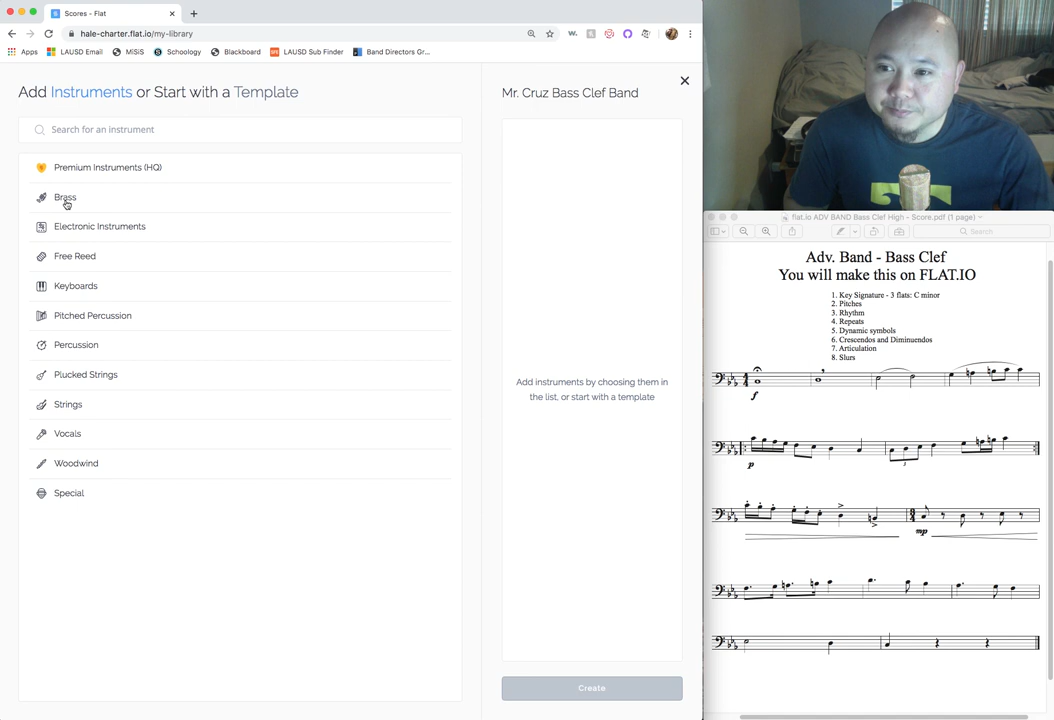 Scores - Flat
hale-charter.flat.io/my-library
Apps LAUSD Email MiSiS Schoology Blackboard LAUSD Sub Finder Band Directors Gr...
Add Instruments or Start with a Template
Search for an instrument
Premium Instruments (HQ)
Brass
Electronic Instruments
Free Reed
Keyboards
Pitched Percussion
Percussion
Plucked Strings
Strings
Vocals
Woodwind
Special
Mr. Cruz Bass Clef Band
Add instruments by choosing them in
the list, or start with a template
Create
flat.io ADV BAND Bass Clef High - Score.pdf (1 page)
Search
Adv. Band - Bass Clef
You will make this on FLAT.IO
1. Key Signature - 3 flats: C minor
2. Pitches
3. Rhythm
4. Repeats
5. Dynamic symbols
6. Crescendos and Diminuendos
7. Articulation
8. Slurs
f
p
3
mp